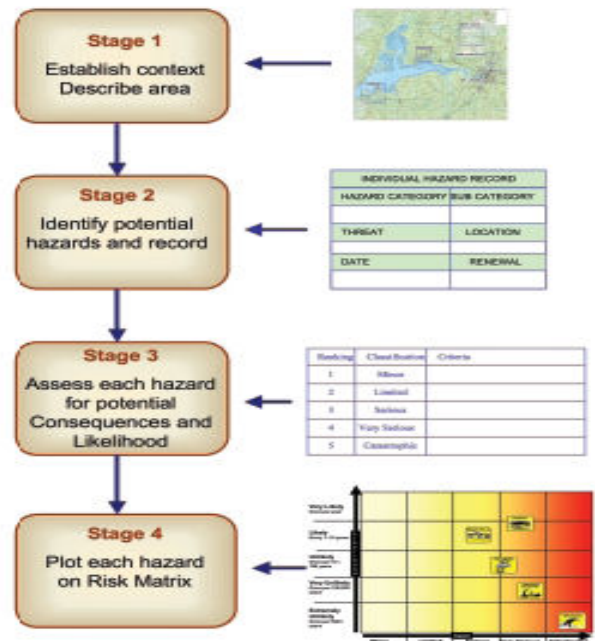 Stage 1
Establish context
Describe area
Stage 2
Identify potential
hazards and record
INDIVIDUAL HAZARD RECORD
HAZARD CATEGORY SUB CATEGORY
THREAT LOCATION
DATE RENEWAL
Stage 3
Assess each hazard
for potential
Consequences and
Likelihood
Ranking Classification Criteria
1 Minor
2 Limited
3 Serious
4 Very Serious
5 Catastrophic
Stage 4
Plot each hazard
on Risk Matrix
Very Likely
Likely
Unlikely
Very Unlikely
Extremely
Unlikely